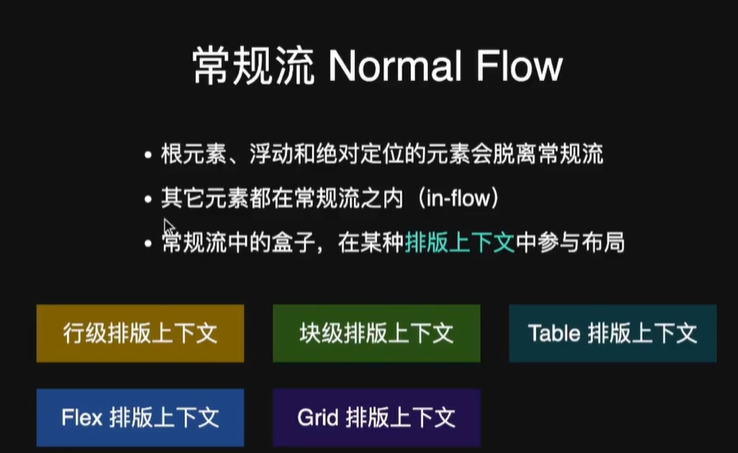 常规流 Normal Flow
• 根元素、浮动和绝对定位的元素会脱离常规流
• 其它元素都在常规流之内（in-flow）
• 常规流中的盒子，在某种排版上下文中参与布局
行级排版上下文
块级排版上下文
Table 排版上下文
Flex 排版上下文
Grid 排版上下文